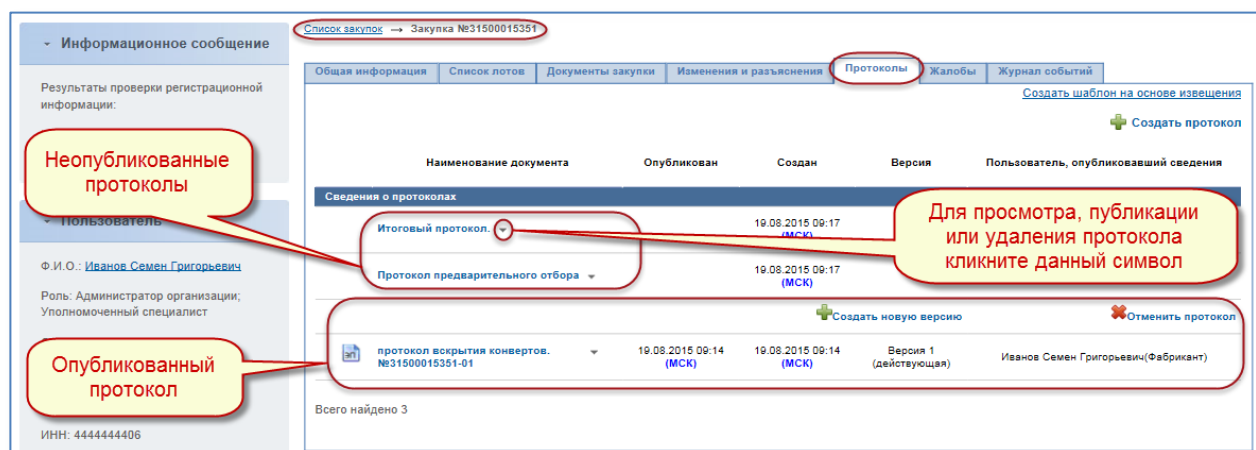 Список закупок → Закупка №31500015351
Информационное сообщение
Результаты проверки регистрационной
информации:
Неопубликованные
протоколы
Пользователь
Ф.И.О.: Иванов Семен Григорьевич
Роль: Администратор организации;
Уполномоченный специалист
Опубликованный
протокол
ИНН: 4444444406
Общая информация Список лотов Документы закупки Изменения и разъяснения Протоколы Жалобы Журнал событий
Создать шаблон на основе извещения
Создать протокол
Наименование документа Опубликован Создан Версия Пользователь, опубликовавший сведения
Сведения о протоколах
Итоговый протокол. 19.08.2015 09:17
(МСК)
Для просмотра, публикации
или удаления протокола
кликните данный символ
Протокол предварительного отбора 19.08.2015 09:17
(МСК)
Создать новую версию Отменить протокол
ЭП протокол вскрытия конвертов. 19.08.2015 09:14 19.08.2015 09:14 Версия 1 Иванов Семен Григорьевич(Фабрикант)
№31500015351-01 (МСК) (МСК) (действующая)
Всего найдено 3